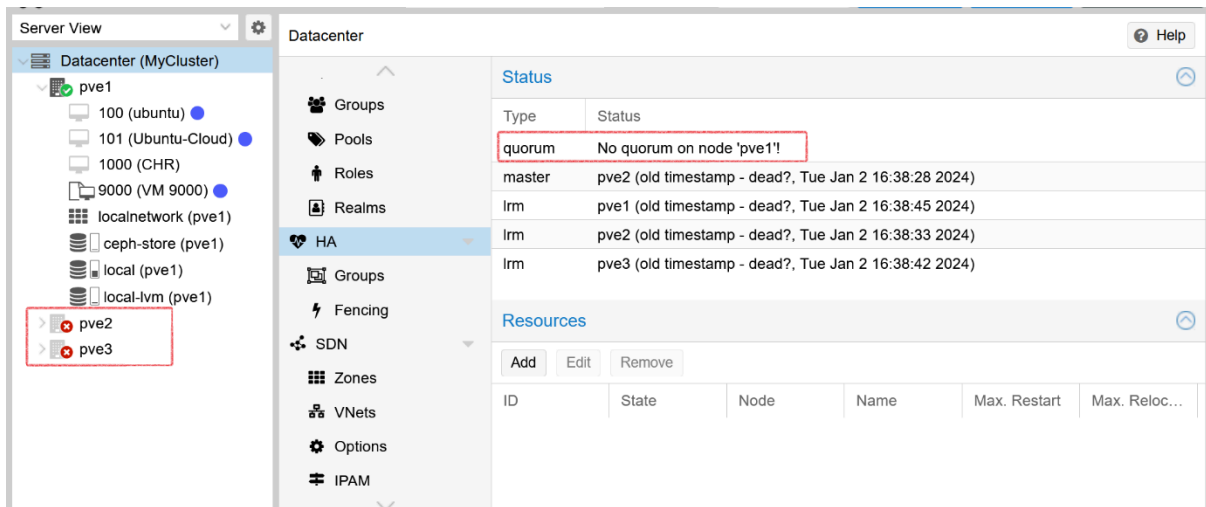 Server View
Datacenter (MyCluster)
pve1
100 (ubuntu)
101 (Ubuntu-Cloud)
1000 (CHR)
9000 (VM 9000)
localnetwork (pve1)
ceph-store (pve1)
local (pve1)
local-lvm (pve1)
pve2
pve3
Datacenter
Help
Groups
Pools
Roles
Realms
HA
Groups
Fencing
SDN
Zones
VNets
Options
IPAM
Status
Type Status
quorum No quorum on node 'pve1'!
master pve2 (old timestamp - dead?, Tue Jan 2 16:38:28 2024)
lrm pve1 (old timestamp - dead?, Tue Jan 2 16:38:45 2024)
lrm pve2 (old timestamp - dead?, Tue Jan 2 16:38:33 2024)
lrm pve3 (old timestamp - dead?, Tue Jan 2 16:38:42 2024)
Resources
Add Edit Remove
ID State Node Name Max. Restart Max. Reloc...